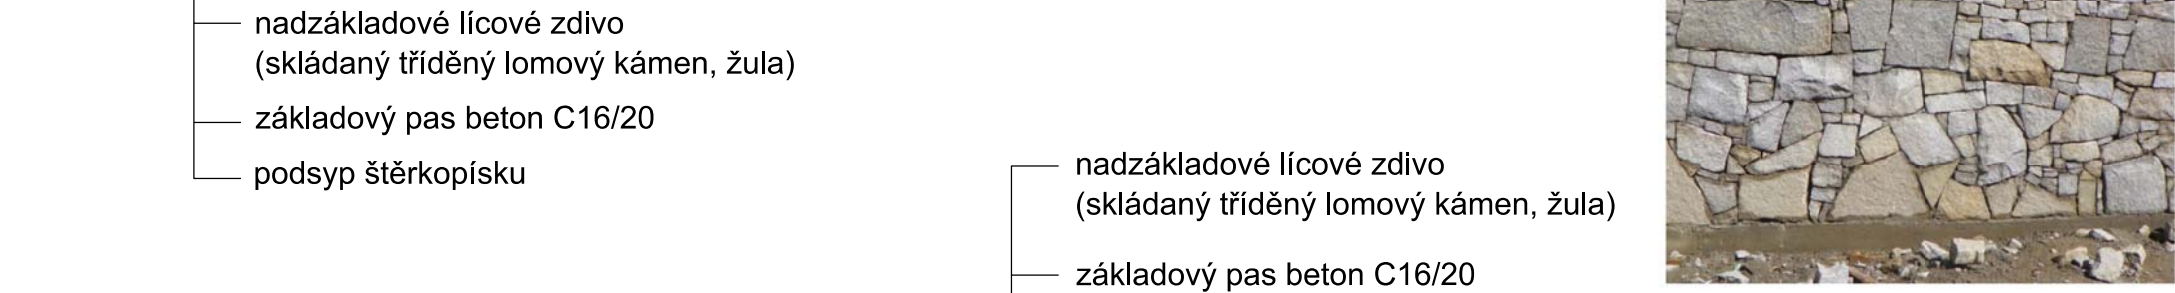 nadzákladové lícové zdivo
(skládaný tříděný lomový kámen, žula)
základový pas beton C16/20
podsyp štěrkopísku
nadzákladové lícové zdivo
(skládaný tříděný lomový kámen, žula)
základový pas beton C16/20